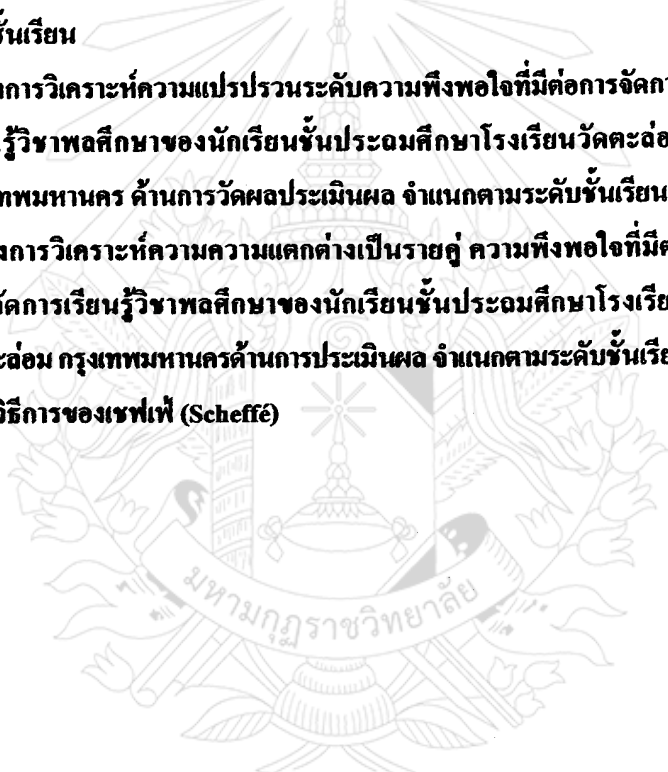 ชั้นเรียน
การวิเคราะห์ความแปรปรวนระดับความพึงพอใจที่มีต่อการจัดกา
รู้วิชาพลศึกษาของนักเรียนชั้นประถมศึกษาโรงเรียนวัดตะล่อ
ทพมหานคร ด้านการวัดผลประเมินผล จำแนกตามระดับชั้นเรียน
การวิเคราะห์ความความแตกต่างเป็นรายคู่ ความพึงพอใจที่มีต
จัดการเรียนรู้วิชาพลศึกษาของนักเรียนชั้นประถมศึกษาโรงเรีย
ะล่อม กรุงเทพมหานครด้านการประเมินผล จำแนกตามระดับชั้นเรีย
วิธีการของเชฟเฟ่ (Scheffé)
มหามกุฏราชวิทยาลัย